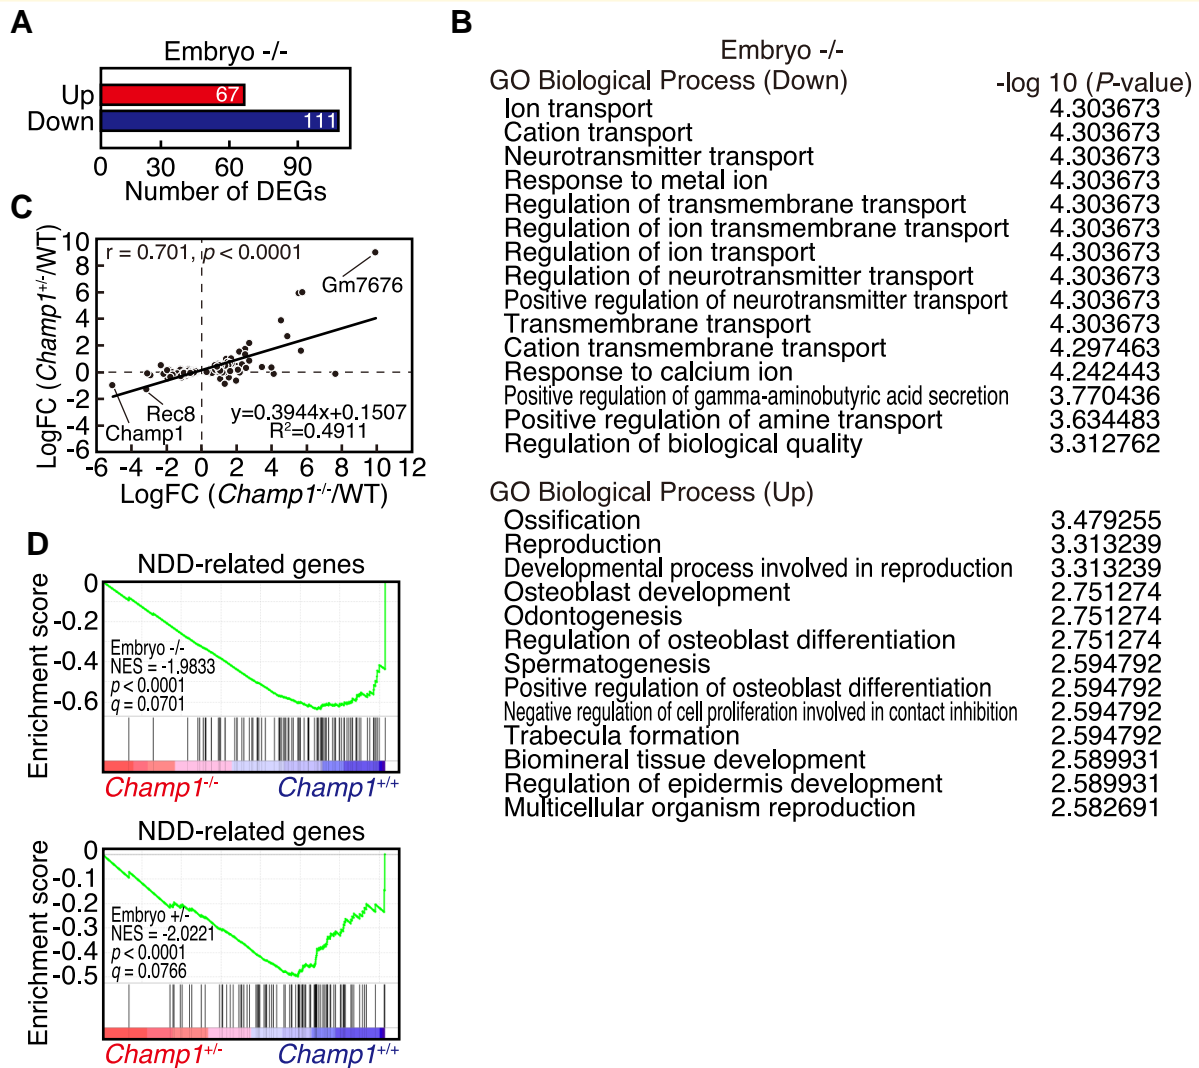 A
Embryo -/-
Up 67
Down 111
0 30 60 90
Number of DEGs
B
Embryo -/-
GO Biological Process (Down) -log 10 (P-value)
Ion transport 4.303673
Cation transport 4.303673
Neurotransmitter transport 4.303673
Response to metal ion 4.303673
Regulation of transmembrane transport 4.303673
Regulation of ion transmembrane transport 4.303673
Regulation of ion transport 4.303673
Regulation of neurotransmitter transport 4.303673
Positive regulation of neurotransmitter transport 4.303673
Transmembrane transport 4.303673
Cation transmembrane transport 4.297463
Response to calcium ion 4.242443
Positive regulation of gamma-aminobutyric acid secretion 3.770436
Positive regulation of amine transport 3.634483
Regulation of biological quality 3.312762
GO Biological Process (Up)
Ossification 3.479255
Reproduction 3.313239
Developmental process involved in reproduction 3.313239
Osteoblast development 2.751274
Odontogenesis 2.751274
Regulation of osteoblast differentiation 2.751274
Spermatogenesis 2.594792
Positive regulation of osteoblast differentiation 2.594792
Negative regulation of cell proliferation involved in contact inhibition 2.594792
Trabecula formation 2.594792
Biomineral tissue development 2.589931
Regulation of epidermis development 2.589931
Multicellular organism reproduction 2.582691
C
LogFC (Champ1+/-/WT)
10
8
6
4
2
0
-2
-4
-6
r = 0.701, p < 0.0001
Gm7676
Rec8
Champ1
y=0.3944x+0.1507
R²=0.4911
-6 -4 -2 0 2 4 6 8 10 12
LogFC (Champ1-/-/WT)
D
NDD-related genes
Enrichment score
0
-0.2
-0.4
-0.6
Embryo -/-
NES = -1.9833
p < 0.0001
q = 0.0701
Champ1-/- Champ1+/+
NDD-related genes
Enrichment score
0
-0.1
-0.2
-0.3
-0.4
-0.5
Embryo +/-
NES = -2.0221
p < 0.0001
q = 0.0766
Champ1+/- Champ1+/+